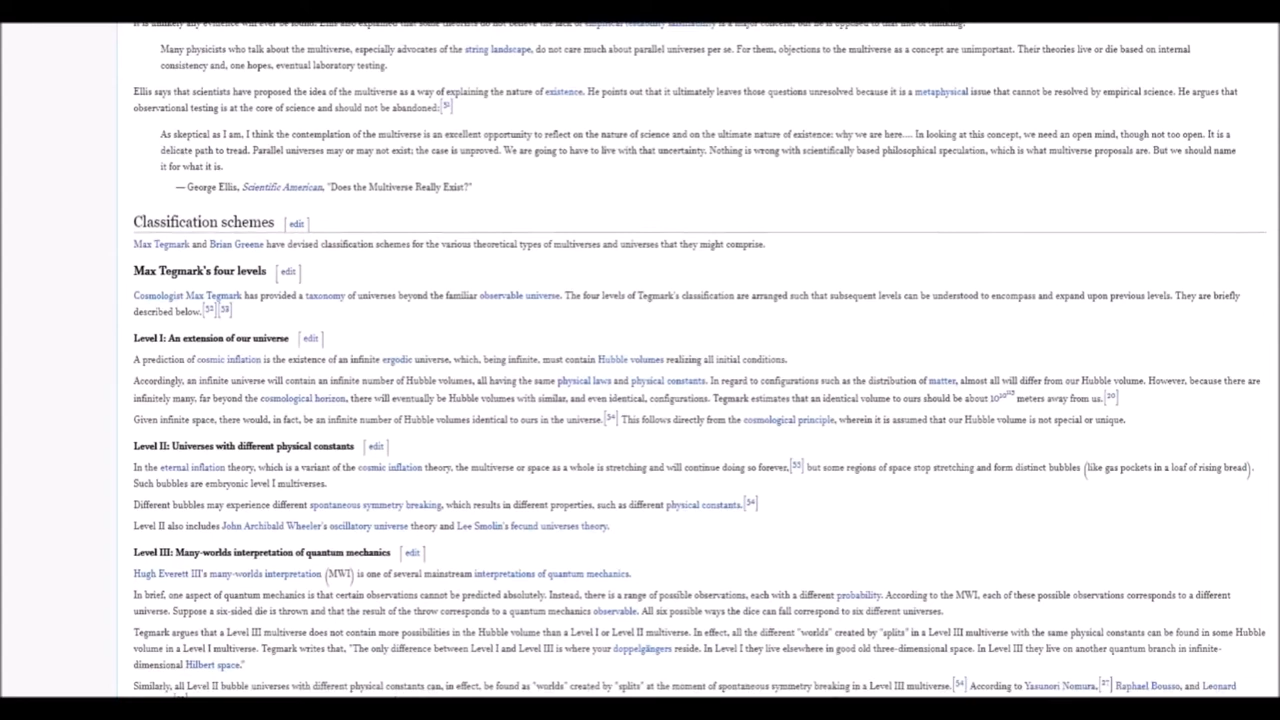 Many physicists who talk about the multiverse, especially advocates of the string landscape, do not care much about parallel universes per se. For them, objections to the multiverse as a concept are unimportant. Their theories live or die based on internal
consistency and, one hopes, eventual laboratory testing.
Ellis says that scientists have proposed the idea of the multiverse as a way of explaining the nature of existence. He points out that it ultimately leaves those questions unresolved because it is a metaphysical issue that cannot be resolved by empirical science. He argues that
observational testing is at the core of science and should not be abandoned:[51]
As skeptical as I am, I think the contemplation of the multiverse is an excellent opportunity to reflect on the nature of science and on the ultimate nature of existence: why we are here.... In looking at this concept, we need an open mind, though not too open. It is a
delicate path to tread. Parallel universes may or may not exist; the case is unproved. We are going to have to live with that uncertainty. Nothing is wrong with scientifically based philosophical speculation, which is what multiverse proposals are. But we should name
it for what it is.
— George Ellis, Scientific American, "Does the Multiverse Really Exist?"
Classification schemes [edit]
Max Tegmark and Brian Greene have devised classification schemes for the various theoretical types of multiverses and universes that they might comprise.
Max Tegmark's four levels [edit]
Cosmologist Max Tegmark has provided a taxonomy of universes beyond the familiar observable universe. The four levels of Tegmark's classification are arranged such that subsequent levels can be understood to encompass and expand upon previous levels. They are briefly
described below.[52][53]
Level I: An extension of our universe [edit]
A prediction of cosmic inflation is the existence of an infinite ergodic universe, which, being infinite, must contain Hubble volumes realizing all initial conditions.
Accordingly, an infinite universe will contain an infinite number of Hubble volumes, all having the same physical laws and physical constants. In regard to configurations such as the distribution of matter, almost all will differ from our Hubble volume. However, because there are
infinitely many, far beyond the cosmological horizon, there will eventually be Hubble volumes with similar, and even identical, configurations. Tegmark estimates that an identical volume to ours should be about 10^10^115 meters away from us.[20]
Given infinite space, there would, in fact, be an infinite number of Hubble volumes identical to ours in the universe.[54] This follows directly from the cosmological principle, wherein it is assumed that our Hubble volume is not special or unique.
Level II: Universes with different physical constants [edit]
In the eternal inflation theory, which is a variant of the cosmic inflation theory, the multiverse or space as a whole is stretching and will continue doing so forever,[55] but some regions of space stop stretching and form distinct bubbles (like gas pockets in a loaf of rising bread).
Such bubbles are embryonic level I multiverses.
Different bubbles may experience different spontaneous symmetry breaking, which results in different properties, such as different physical constants.[54]
Level II also includes John Archibald Wheeler's oscillatory universe theory and Lee Smolin's fecund universes theory.
Level III: Many-worlds interpretation of quantum mechanics [edit]
Hugh Everett III's many-worlds interpretation (MWI) is one of several mainstream interpretations of quantum mechanics.
In brief, one aspect of quantum mechanics is that certain observations cannot be predicted absolutely. Instead, there is a range of possible observations, each with a different probability. According to the MWI, each of these possible observations corresponds to a different
universe. Suppose a six-sided die is thrown and that the result of the throw corresponds to a quantum mechanics observable. All six possible ways the dice can fall correspond to six different universes.
Tegmark argues that a Level III multiverse does not contain more possibilities in the Hubble volume than a Level I or Level II multiverse. In effect, all the different "worlds" created by "splits" in a Level III multiverse with the same physical constants can be found in some Hubble
volume in a Level I multiverse. Tegmark writes that, "The only difference between Level I and Level III is where your doppelgängers reside. In Level I they live elsewhere in good old three-dimensional space. In Level III they live on another quantum branch in infinite-
dimensional Hilbert space."
Similarly, all Level II bubble universes with different physical constants can, in effect, be found as "worlds" created by "splits" at the moment of spontaneous symmetry breaking in a Level III multiverse.[54] According to Yasunori Nomura,[27] Raphael Bousso, and Leonard